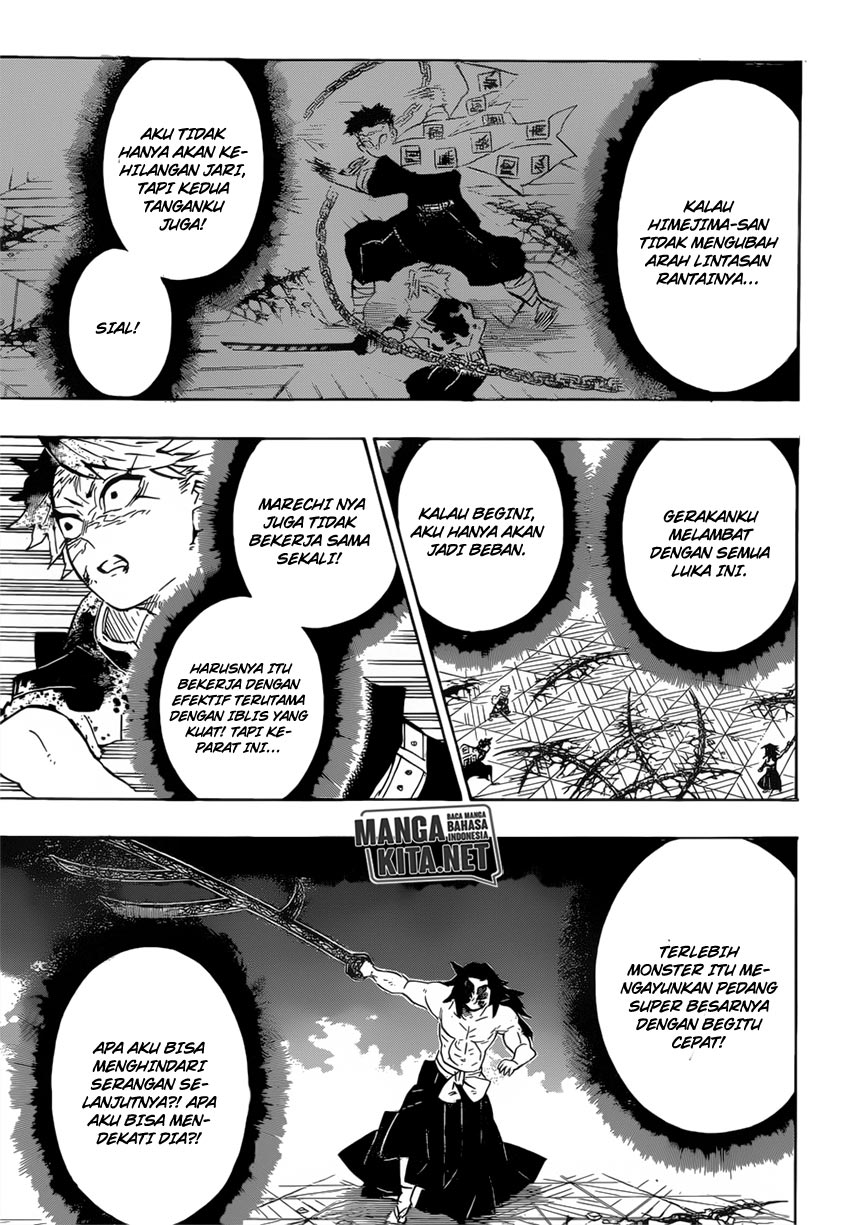 KALAU
HIMEJIMA-SAN
TIDAK MENGUBAH
ARAH LINTASAN
RANTAINYA...
AKU TIDAK
HANYA AKAN KE-
HILANGAN JARI,
TAPI KEDUA
TANGANKU
JUGA!
SIAL!
GERAKANKU
MELAMBAT
DENGAN SEMUA
LUKA INI.
KALAU BEGINI,
AKU HANYA AKAN
JADI BEBAN.
MARECHI NYA
JUGA TIDAK
BEKERJA SAMA
SEKALI!
HARUSNYA ITU
BEKERJA DENGAN
EFEKTIF TERUTAMA
DENGAN IBLIS YANG
KUAT! TAPI KE-
PARAT INI...
MANGA
KITA.NET
BACA MANGA
BAHASA
INDONESIA
TERLEBIH
MONSTER ITU ME-
NGAYUNKAN PEDANG
SUPER BESARNYA
DENGAN BEGITU
CEPAT!
APA AKU BISA
MENGHINDARI
SERANGAN SE-
LANJUTNYA?! APA
AKU BISA MEN-
DEKATI DIA?!